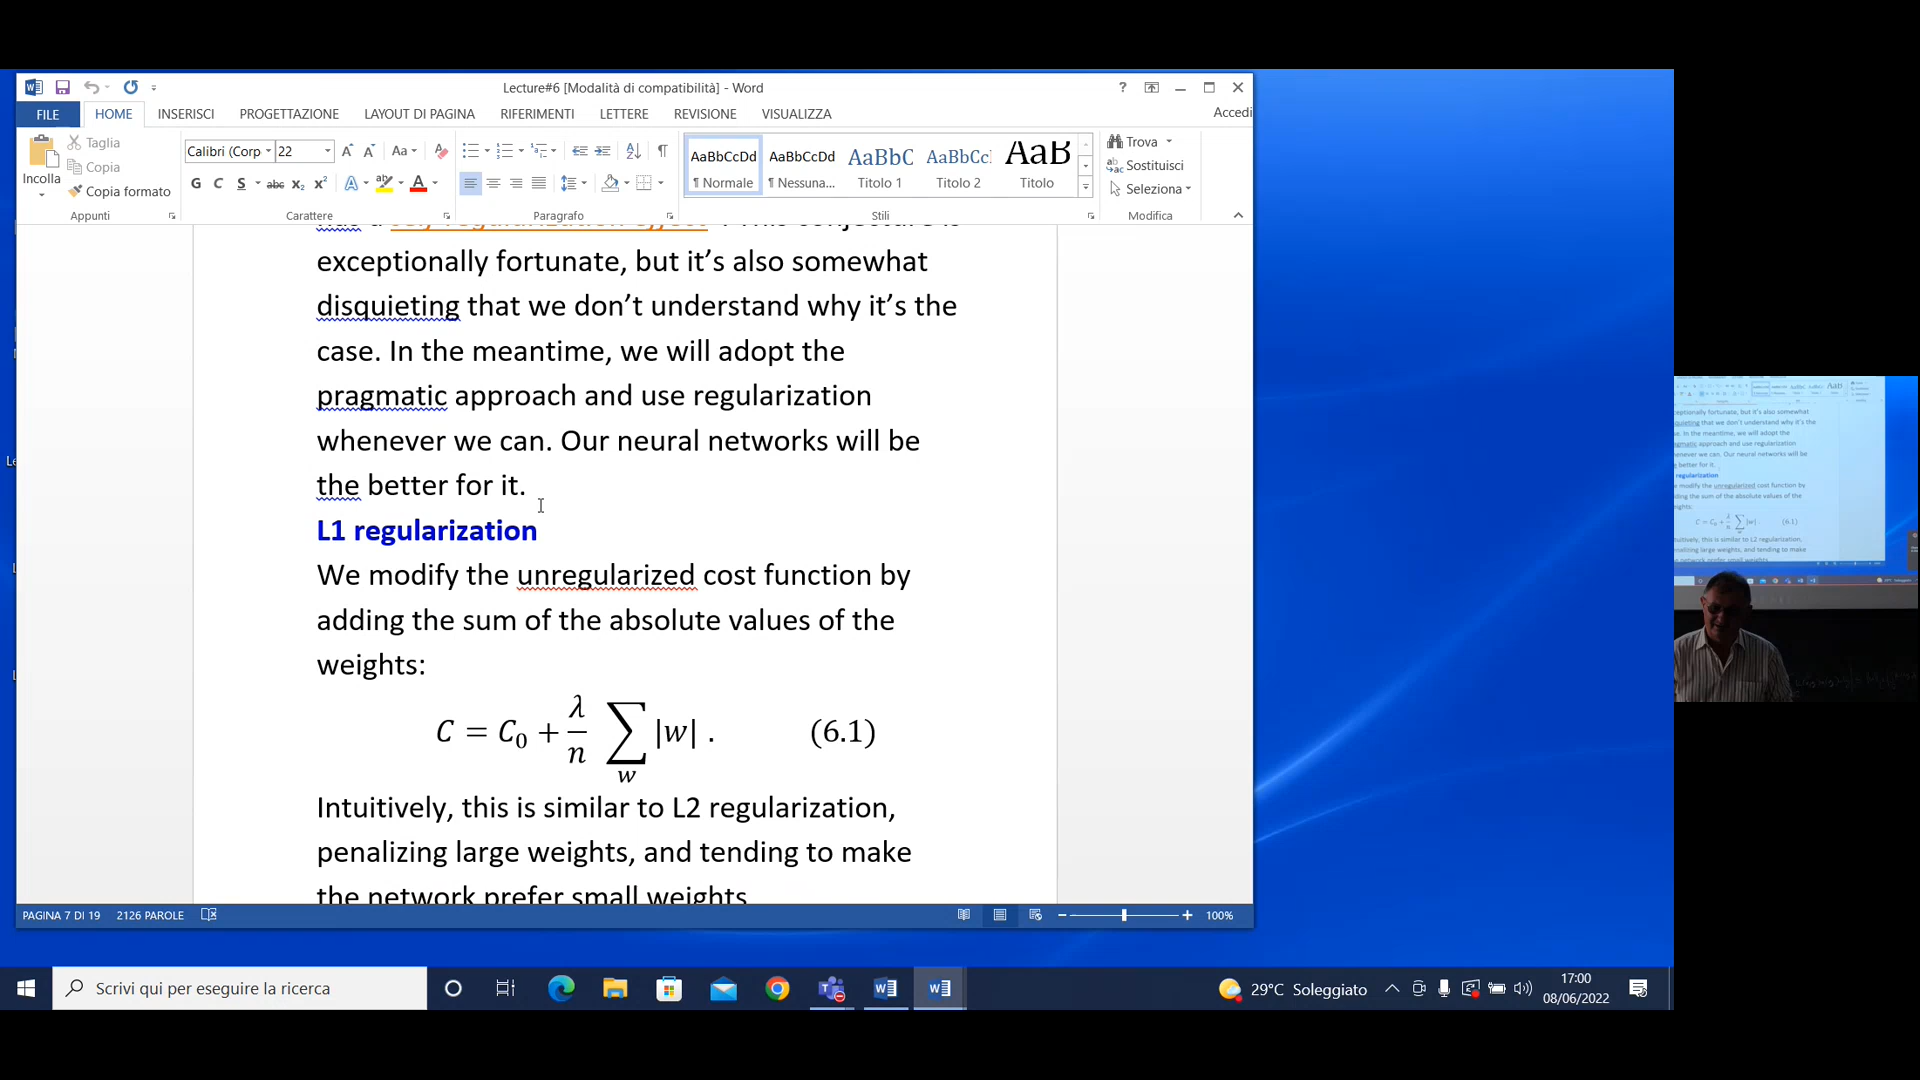 Lecture#6 [Modalità di compatibilità] - Word
FILE HOME INSERISCI PROGETTAZIONE LAYOUT DI PAGINA RIFERIMENTI LETTERE REVISIONE VISUALIZZA Accedi
Incolla
Taglia
Copia
Copia formato
Appunti
Calibri (Corp 22
G C S abc x₂ x²
Carattere
Paragrafo
AaBbCcDd AaBbCcDd AaBbC AaBbCc AaB
¶ Normale ¶ Nessuna... Titolo 1 Titolo 2 Titolo
Stili
Trova
Sostituisci
Seleziona
Modifica
exceptionally fortunate, but it’s also somewhat
disquieting that we don’t understand why it’s the
case. In the meantime, we will adopt the
pragmatic approach and use regularization
whenever we can. Our neural networks will be
the better for it.
L1 regularization
We modify the unregularized cost function by
adding the sum of the absolute values of the
weights:
C = C₀ + λ/n ∑_w |w| . (6.1)
Intuitively, this is similar to L2 regularization,
penalizing large weights, and tending to make
the network prefer small weights
PAGINA 7 DI 19 2126 PAROLE 100%
Scrivi qui per eseguire la ricerca
29°C Soleggiato
17:00
08/06/2022